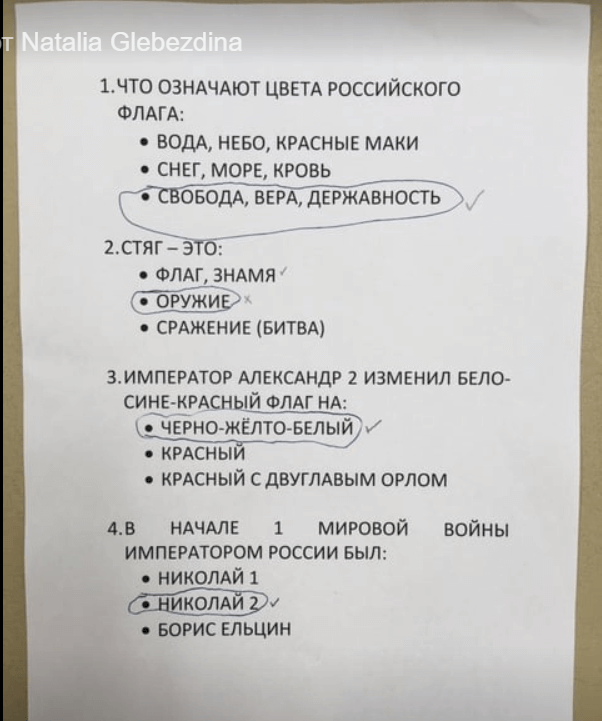 от Natalia Glebezdina
1.ЧТО ОЗНАЧАЮТ ЦВЕТА РОССИЙСКОГО
ФЛАГА:
• ВОДА, НЕБО, КРАСНЫЕ МАКИ
• СНЕГ, МОРЕ, КРОВЬ
• СВОБОДА, ВЕРА, ДЕРЖАВНОСТЬ
2.СТЯГ – ЭТО:
• ФЛАГ, ЗНАМЯ
• ОРУЖИЕ
• СРАЖЕНИЕ (БИТВА)
3.ИМПЕРАТОР АЛЕКСАНДР 2 ИЗМЕНИЛ БЕЛО-
СИНЕ-КРАСНЫЙ ФЛАГ НА:
• ЧЕРНО-ЖЁЛТО-БЕЛЫЙ
• КРАСНЫЙ
• КРАСНЫЙ С ДВУГЛАВЫМ ОРЛОМ
4.В НАЧАЛЕ 1 МИРОВОЙ ВОЙНЫ
ИМПЕРАТОРОМ РОССИИ БЫЛ:
• НИКОЛАЙ 1
• НИКОЛАЙ 2
• БОРИС ЕЛЬЦИН